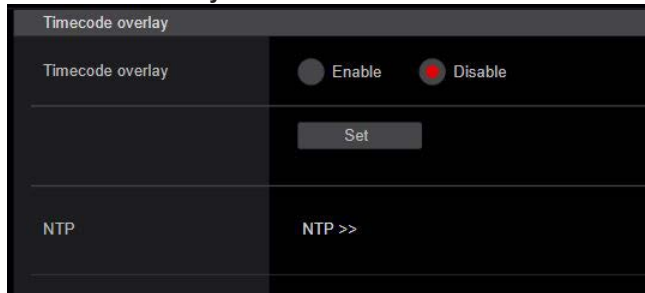 Timecode overlay
Timecode overlay Enable Disable
Set
NTP NTP >>